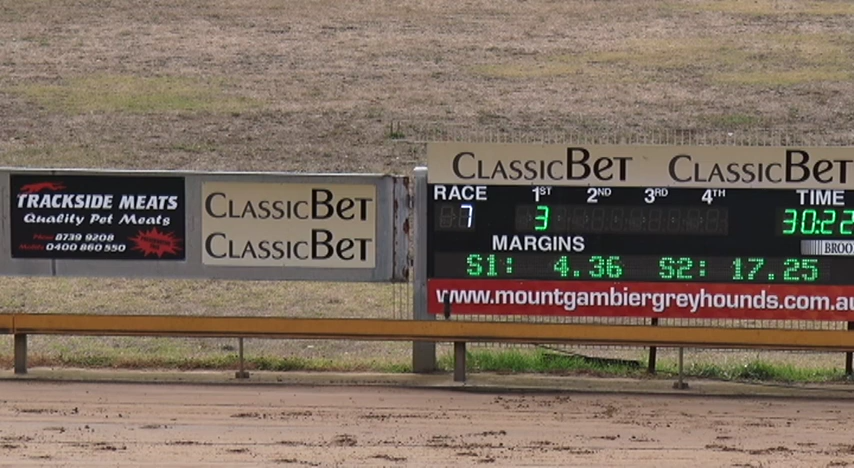 CLASSICBET CLASSICBET
TRACKSIDE MEATS
Quality Pet Meats
Phone 8739 9208
Mobile 0400 860 550
CLASSICBET
CLASSICBET
RACE 1ST 2ND 3RD 4TH TIME
7 3 30:22
MARGINS
S1: 4.36 S2: 17.25
www.mountgambiergreyhounds.com.au